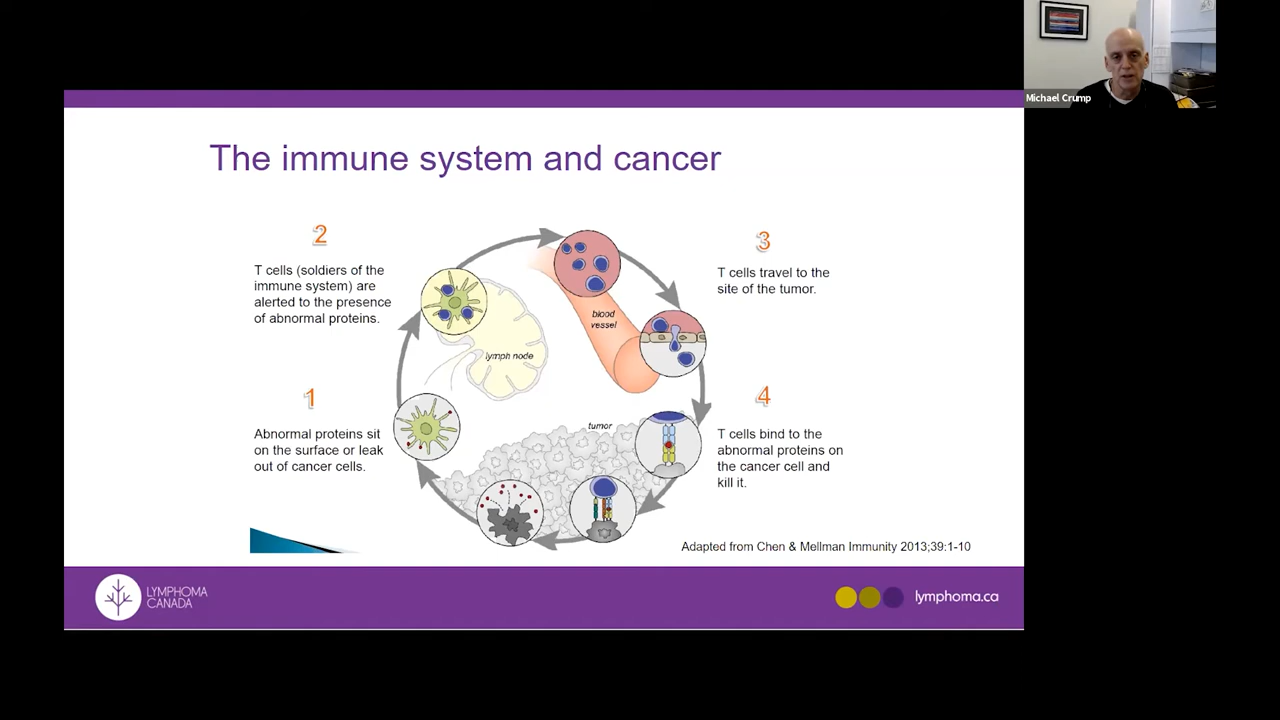 Michael Crump
The immune system and cancer
2
T cells (soldiers of the
immune system) are
alerted to the presence
of abnormal proteins.
3
T cells travel to the
site of the tumor.
blood
vessel
lymph node
1
Abnormal proteins sit
on the surface or leak
out of cancer cells.
tumor
4
T cells bind to the
abnormal proteins on
the cancer cell and
kill it.
Adapted from Chen & Mellman Immunity 2013;39:1-10
LYMPHOMA
CANADA
lymphoma.ca